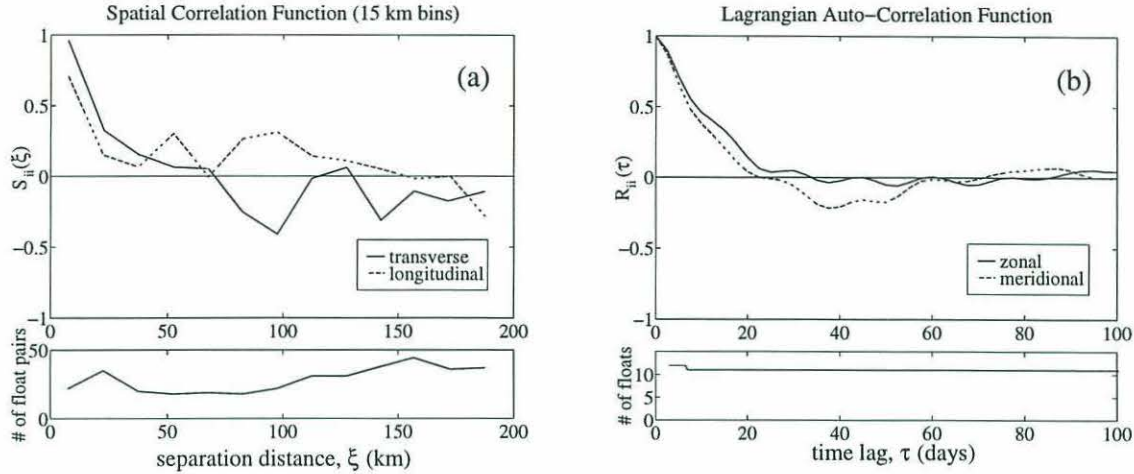 Spatial Correlation Function (15 km bins)
1
0.5
0
−0.5
−1
S_ii(ξ)
(a)
transverse
longitudinal
0 50 100 150 200
50
0
# of float pairs
0 50 100 150 200
separation distance, ξ (km)
Lagrangian Auto−Correlation Function
1
0.5
0
−0.5
−1
R_ii(τ)
(b)
zonal
meridional
0 20 40 60 80 100
10
5
0
# of floats
0 20 40 60 80 100
time lag, τ (days)